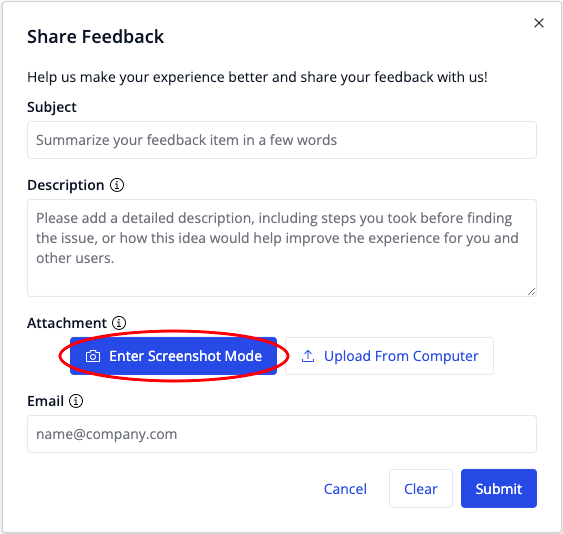 Share Feedback
Help us make your experience better and share your feedback with us!
Subject
Summarize your feedback item in a few words
Description
Please add a detailed description, including steps you took before finding
the issue, or how this idea would help improve the experience for you and
other users.
Attachment
Enter Screenshot Mode Upload From Computer
Email
name@company.com
Cancel Clear Submit